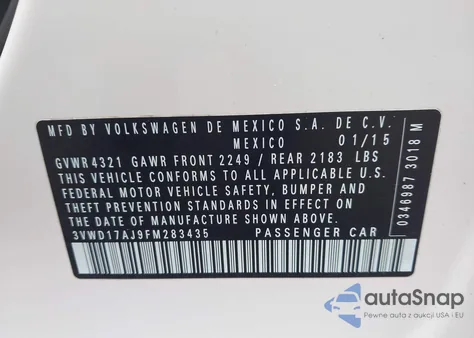 MFD BY VOLKSWAGEN DE MEXICO S.A. DE C.V.
MEXICO 01/15
GVWR 4321 GAWR FRONT 2249 / REAR 2183 LBS
THIS VEHICLE CONFORMS TO ALL APPLICABLE U.S.
FEDERAL MOTOR VEHICLE SAFETY, BUMPER AND
THEFT PREVENTION STANDARDS IN EFFECT ON THE
DATE OF MANUFACTURE SHOWN ABOVE
3VWD17AJ9FM283435 PASSENGER CAR
03469873018 M
autoSnap
Pewne auta z aukcji USA i EU